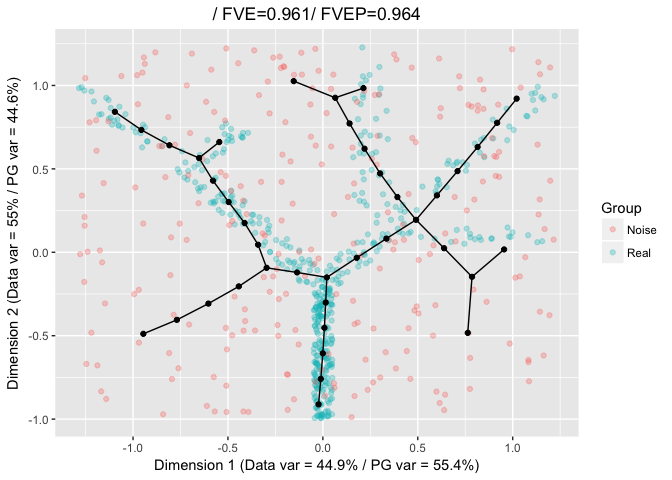 / FVE=0.961/ FVEP=0.964
Dimension 2 (Data var = 55% / PG var = 44.6%)
1.0
0.5
0.0
-0.5
-1.0
-1.0
-0.5
0.0
0.5
1.0
Dimension 1 (Data var = 44.9% / PG var = 55.4%)
Group
Noise
Real